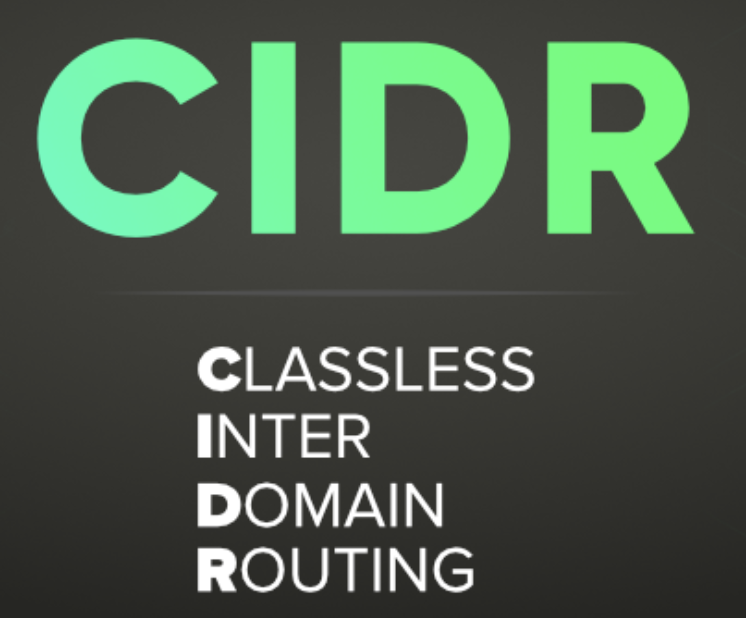 CIDR
CLASSLESS
INTER
DOMAIN
ROUTING